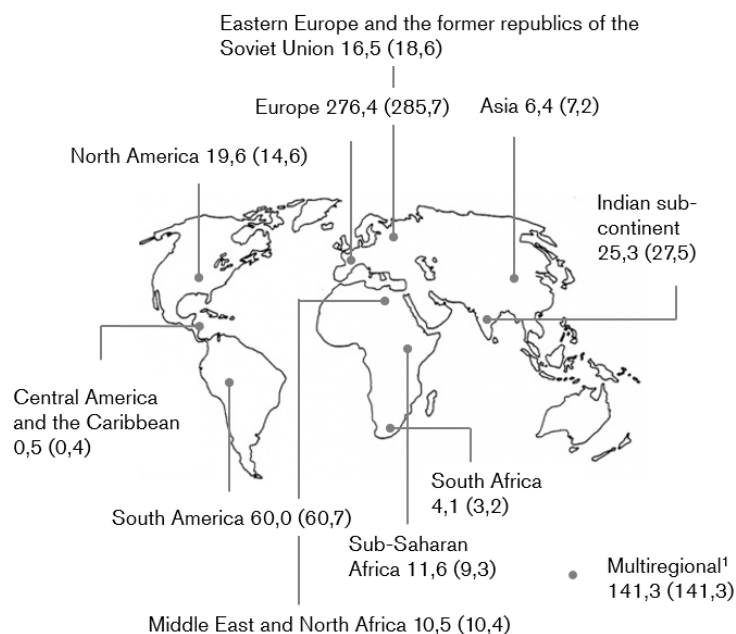 Eastern Europe and the former republics of the
Soviet Union 16,5 (18,6)
Europe 276,4 (285,7)
Asia 6,4 (7,2)
North America 19,6 (14,6)
Indian sub-
continent
25,3 (27,5)
Central America
and the Caribbean
0,5 (0,4)
South Africa
4,1 (3,2)
South America 60,0 (60,7)
Sub-Saharan
Africa 11,6 (9,3)
Multiregional¹
141,3 (141,3)
Middle East and North Africa 10,5 (10,4)